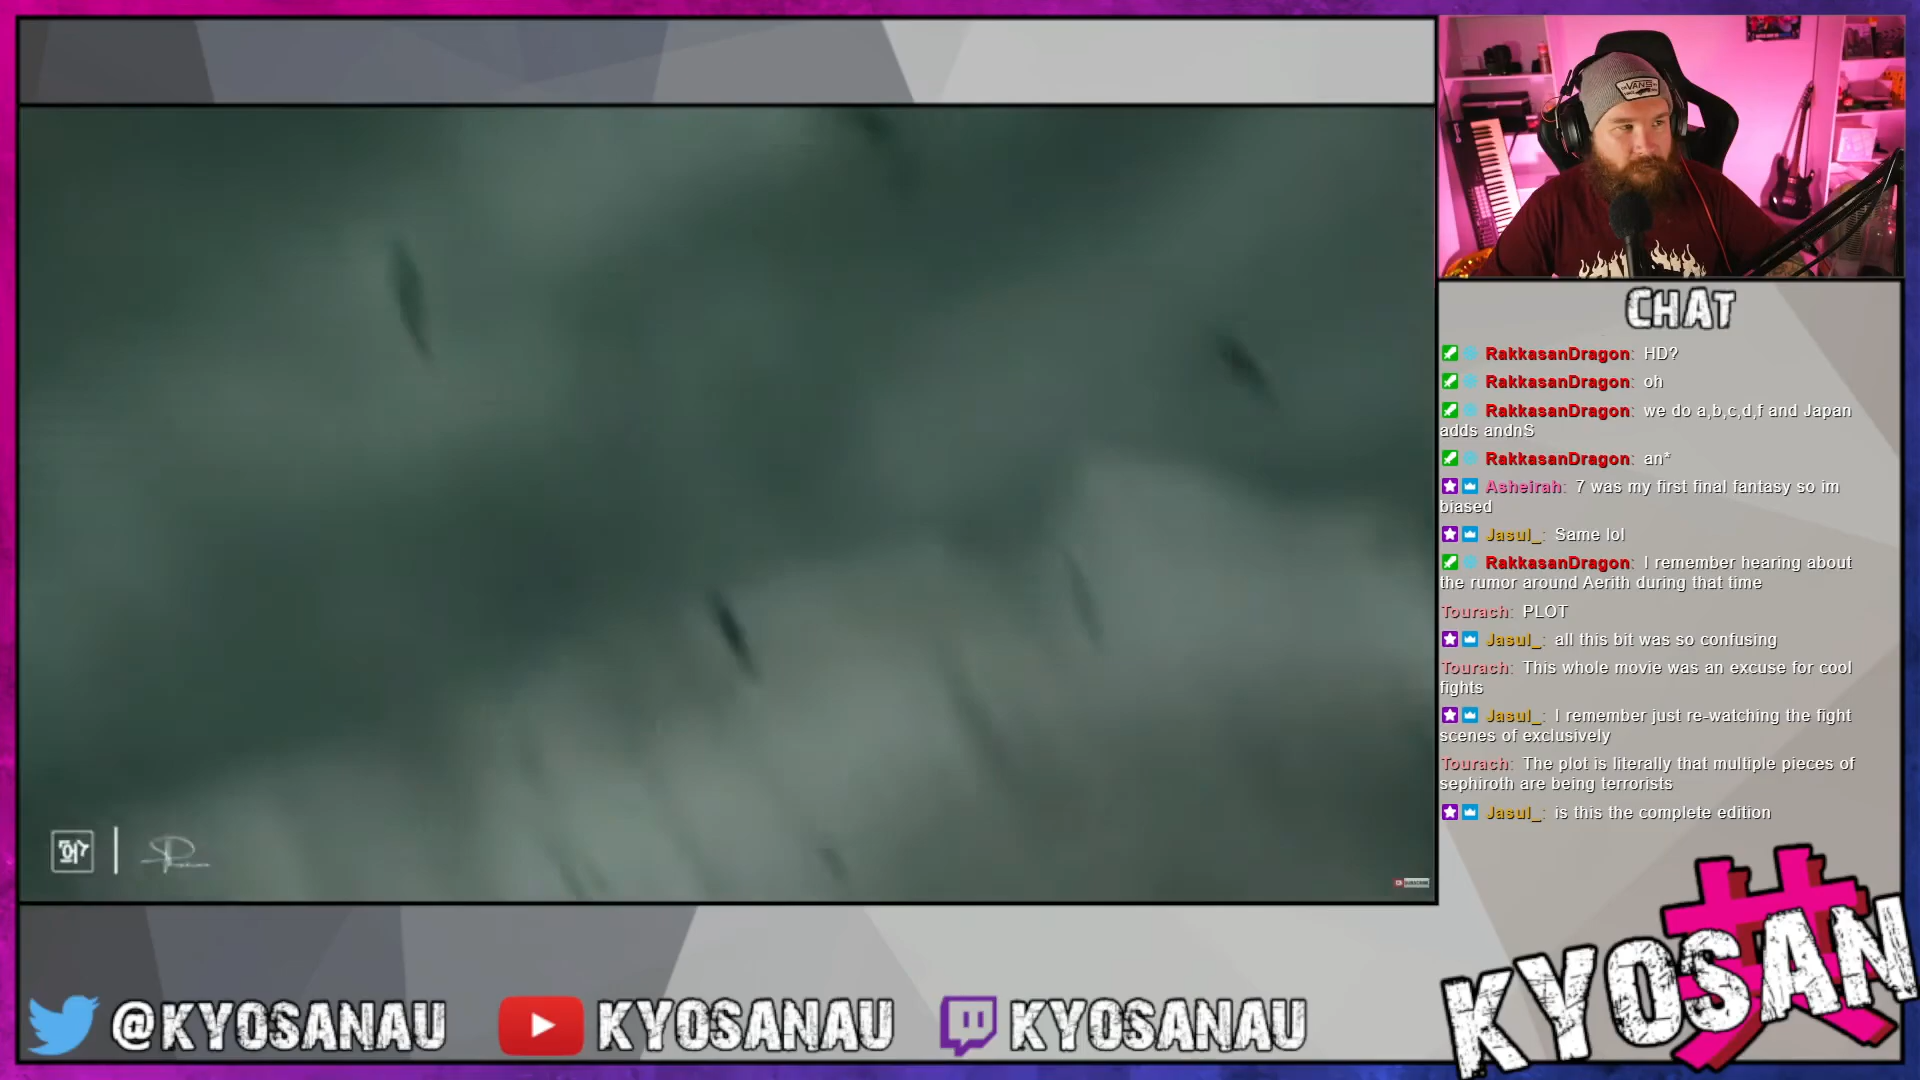 VANS
CHAT
RakkasanDragon: HD?
RakkasanDragon: oh
RakkasanDragon: we do a,b,c,d,f and Japan
adds andnS
RakkasanDragon: an*
Asheirah: 7 was my first final fantasy so im
biased
Jasul_: Same lol
RakkasanDragon: I remember hearing about
the rumor around Aerith during that time
Tourach: PLOT
Jasul_: all this bit was so confusing
Tourach: This whole movie was an excuse for cool
fights
Jasul_: I remember just re-watching the fight
scenes of exclusively
Tourach: The plot is literally that multiple pieces of
sephiroth are being terrorists
Jasul_: is this the complete edition
SUBSCRIBE
@KYOSANAU
KYOSANAU
KYOSANAU
KYOSAN